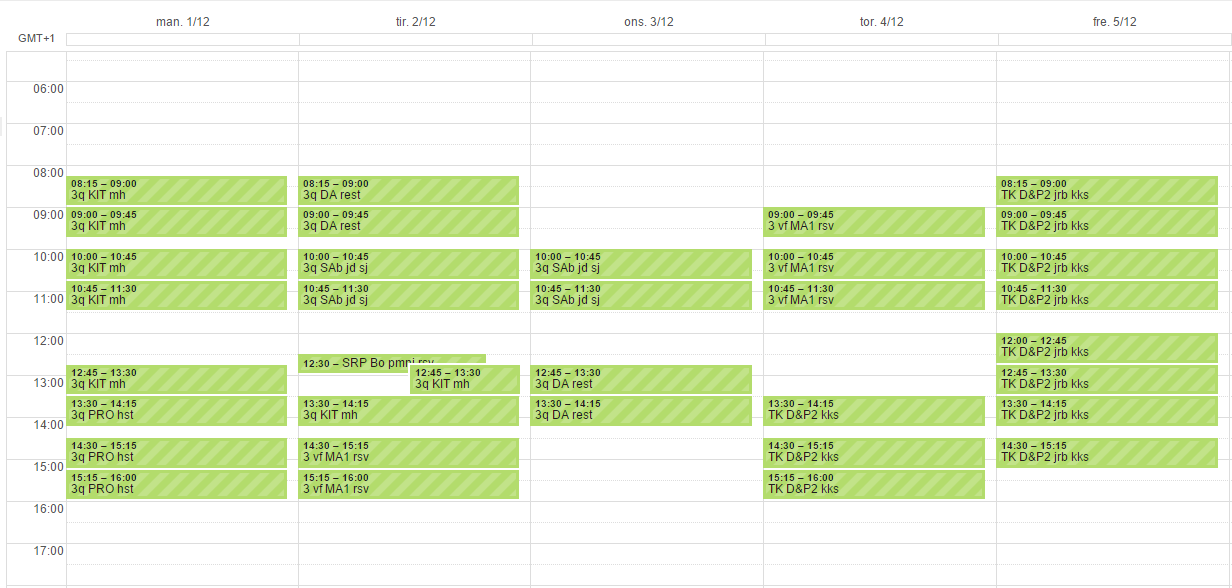 man. 1/12
tir. 2/12
ons. 3/12
tor. 4/12
fre. 5/12
GMT+1
06:00
07:00
08:00
09:00
10:00
11:00
12:00
13:00
14:00
15:00
16:00
17:00
08:15 – 09:00
3q KIT mh
09:00 – 09:45
3q KIT mh
10:00 – 10:45
3q KIT mh
10:45 – 11:30
3q KIT mh
12:45 – 13:30
3q KIT mh
13:30 – 14:15
3q PRO hst
14:30 – 15:15
3q PRO hst
15:15 – 16:00
3q PRO hst
08:15 – 09:00
3q DA rest
09:00 – 09:45
3q DA rest
10:00 – 10:45
3q SAb jd sj
10:45 – 11:30
3q SAb jd sj
12:30 – SRP Bo pmnj rsv
12:45 – 13:30
3q KIT mh
13:30 – 14:15
3q KIT mh
14:30 – 15:15
3 vf MA1 rsv
15:15 – 16:00
3 vf MA1 rsv
10:00 – 10:45
3q SAb jd sj
10:45 – 11:30
3q SAb jd sj
12:45 – 13:30
3q DA rest
13:30 – 14:15
3q DA rest
09:00 – 09:45
3 vf MA1 rsv
10:00 – 10:45
3 vf MA1 rsv
10:45 – 11:30
3 vf MA1 rsv
13:30 – 14:15
TK D&P2 kks
14:30 – 15:15
TK D&P2 kks
15:15 – 16:00
TK D&P2 kks
08:15 – 09:00
TK D&P2 jrb kks
09:00 – 09:45
TK D&P2 jrb kks
10:00 – 10:45
TK D&P2 jrb kks
10:45 – 11:30
TK D&P2 jrb kks
12:00 – 12:45
TK D&P2 jrb kks
12:45 – 13:30
TK D&P2 jrb kks
13:30 – 14:15
TK D&P2 jrb kks
14:30 – 15:15
TK D&P2 jrb kks